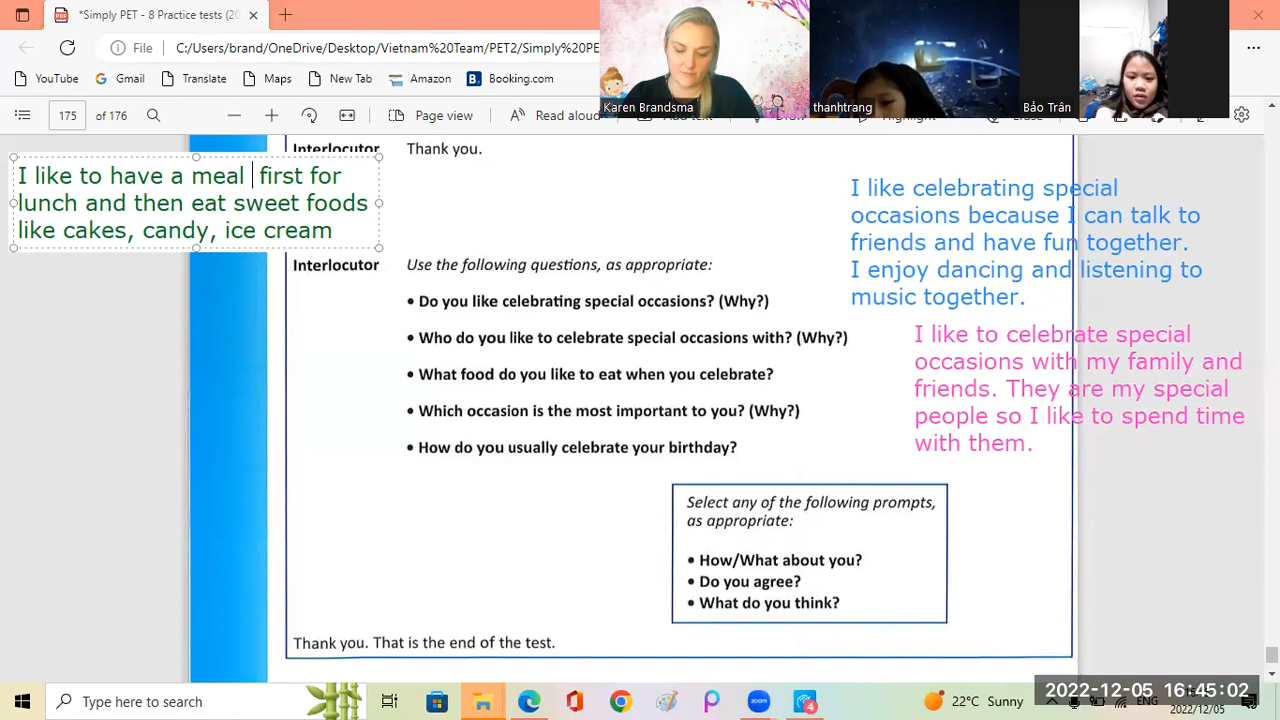 *Simply PET - 8 Practice tests (20
File
C:/Users/brand/OneDrive/Desktop/Vietnam%20Team/PET2/Simply%20PE
YouTube
Gmail
Translate
Maps
New Tab
Amazon
Booking.com
Karen Brandsma
thanhtrang
Bảo Trân
172 of 176
Page view
Read aloud
Add text
Draw
Highlight
Erase
Interlocutor Thank you.
I like to have a meal first for
lunch and then eat sweet foods
like cakes, candy, ice cream
I like celebrating special
occasions because I can talk to
friends and have fun together.
I enjoy dancing and listening to
music together.
Interlocutor Use the following questions, as appropriate:
• Do you like celebrating special occasions? (Why?)
• Who do you like to celebrate special occasions with? (Why?)
• What food do you like to eat when you celebrate?
• Which occasion is the most important to you? (Why?)
• How do you usually celebrate your birthday?
I like to celebrate special
occasions with my family and
friends. They are my special
people so I like to spend time
with them.
Select any of the following prompts,
as appropriate:
• How/What about you?
• Do you agree?
• What do you think?
Thank you. That is the end of the test.
Type here to search
zoom
4
22°C Sunny
ENG
2022-12-05 16:45:02
2022/12/05